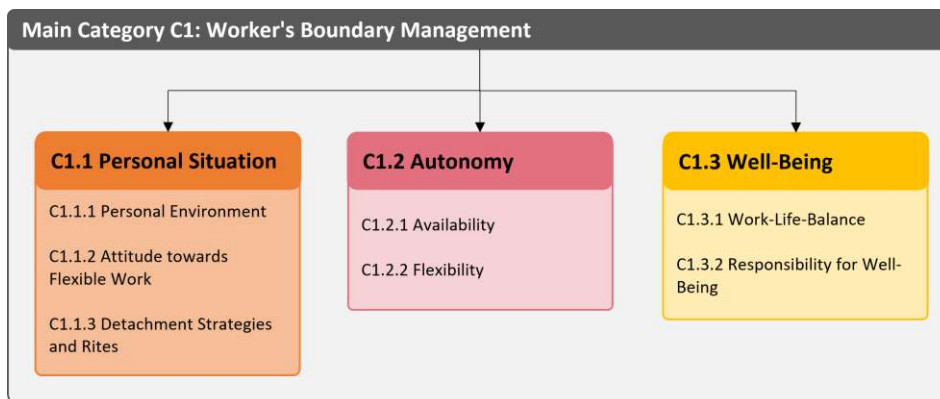 Main Category C1: Worker's Boundary Management
C1.1 Personal Situation
C1.1.1 Personal Environment
C1.1.2 Attitude towards
Flexible Work
C1.1.3 Detachment Strategies
and Rites
C1.2 Autonomy
C1.2.1 Availability
C1.2.2 Flexibility
C1.3 Well-Being
C1.3.1 Work-Life-Balance
C1.3.2 Responsibility for Well-
Being